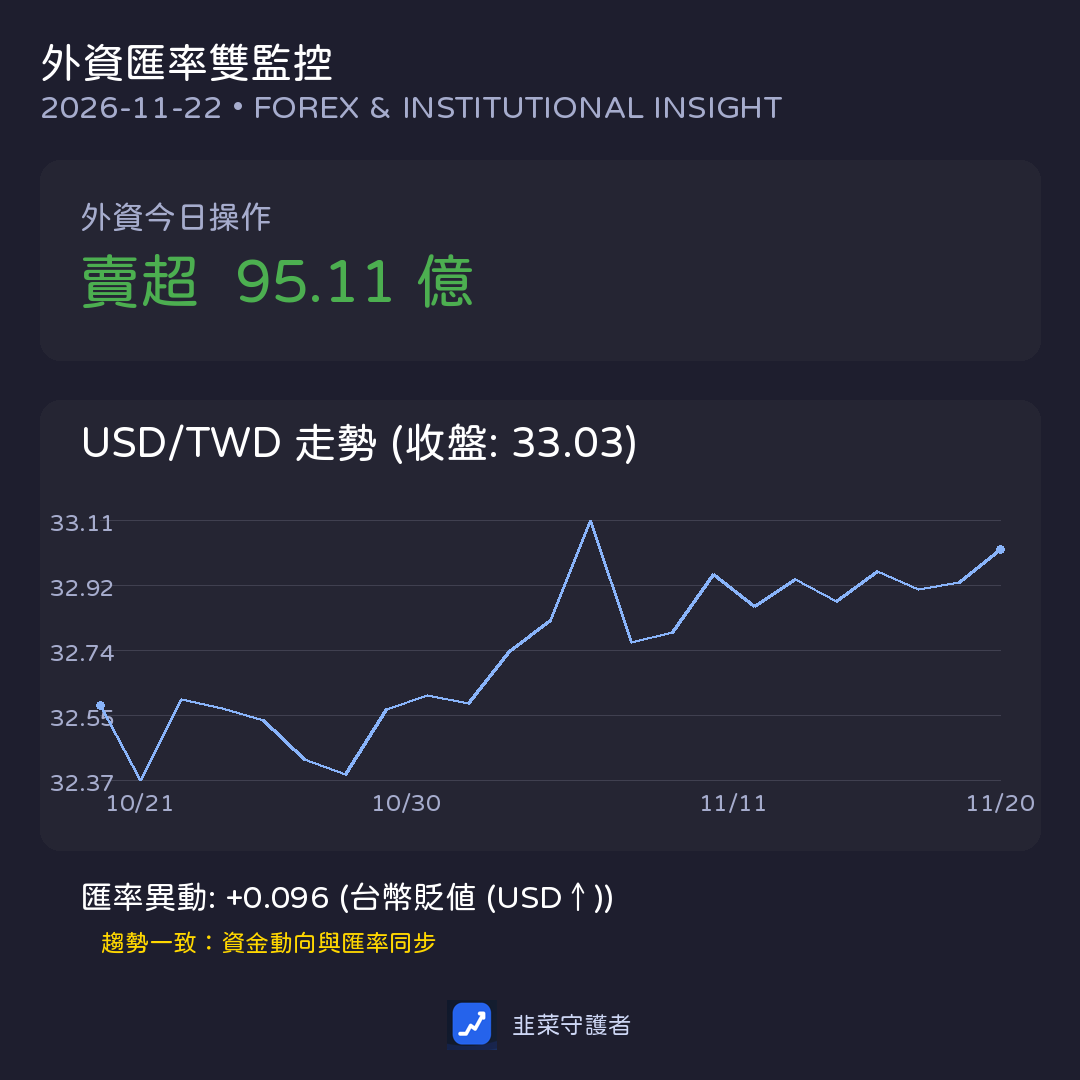 外資匯率雙監控
2026-11-22 • FOREX & INSTITUTIONAL INSIGHT
外資今日操作
賣超 95.11 億
USD/TWD 走勢 (收盤: 33.03)
33.11
32.92
32.74
32.55
32.37
10/21 10/30 11/11 11/20
匯率異動: +0.096 (台幣貶值 (USD↑))
趨勢一致：資金動向與匯率同步
韭菜守護者